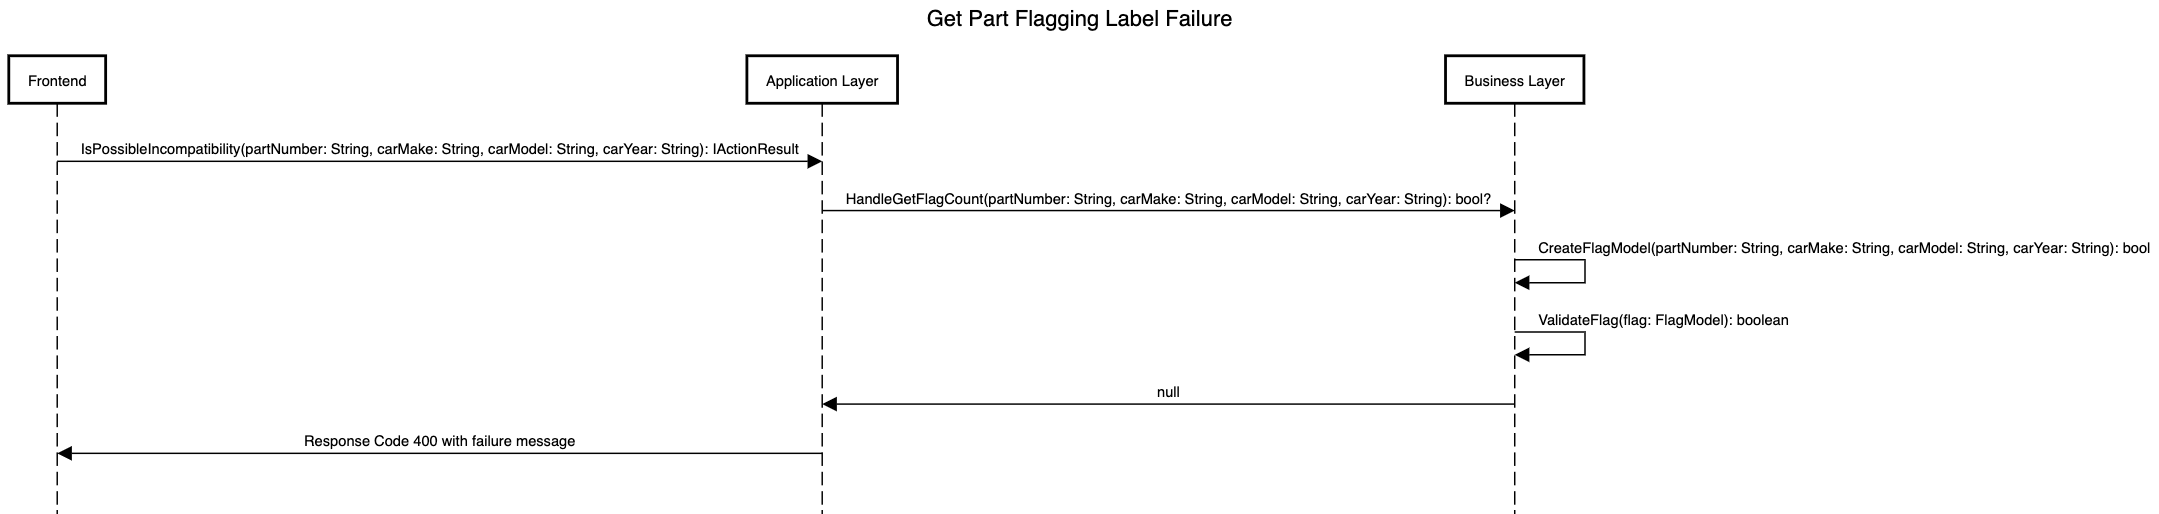 Get Part Flagging Label Failure
Frontend
Application Layer
Business Layer
IsPossibleIncompatibility(partNumber: String, carMake: String, carModel: String, carYear: String): IActionResult
HandleGetFlagCount(partNumber: String, carMake: String, carModel: String, carYear: String): bool?
CreateFlagModel(partNumber: String, carMake: String, carModel: String, carYear: String): bool
ValidateFlag(flag: FlagModel): boolean
null
Response Code 400 with failure message